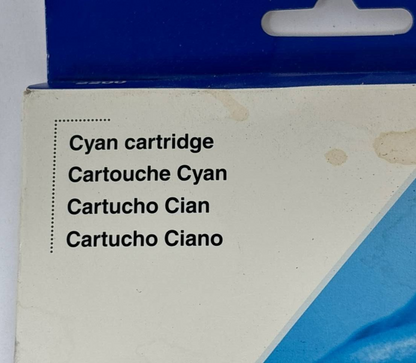 Cyan cartridge
Cartouche Cyan
Cartucho Cian
Cartucho Ciano